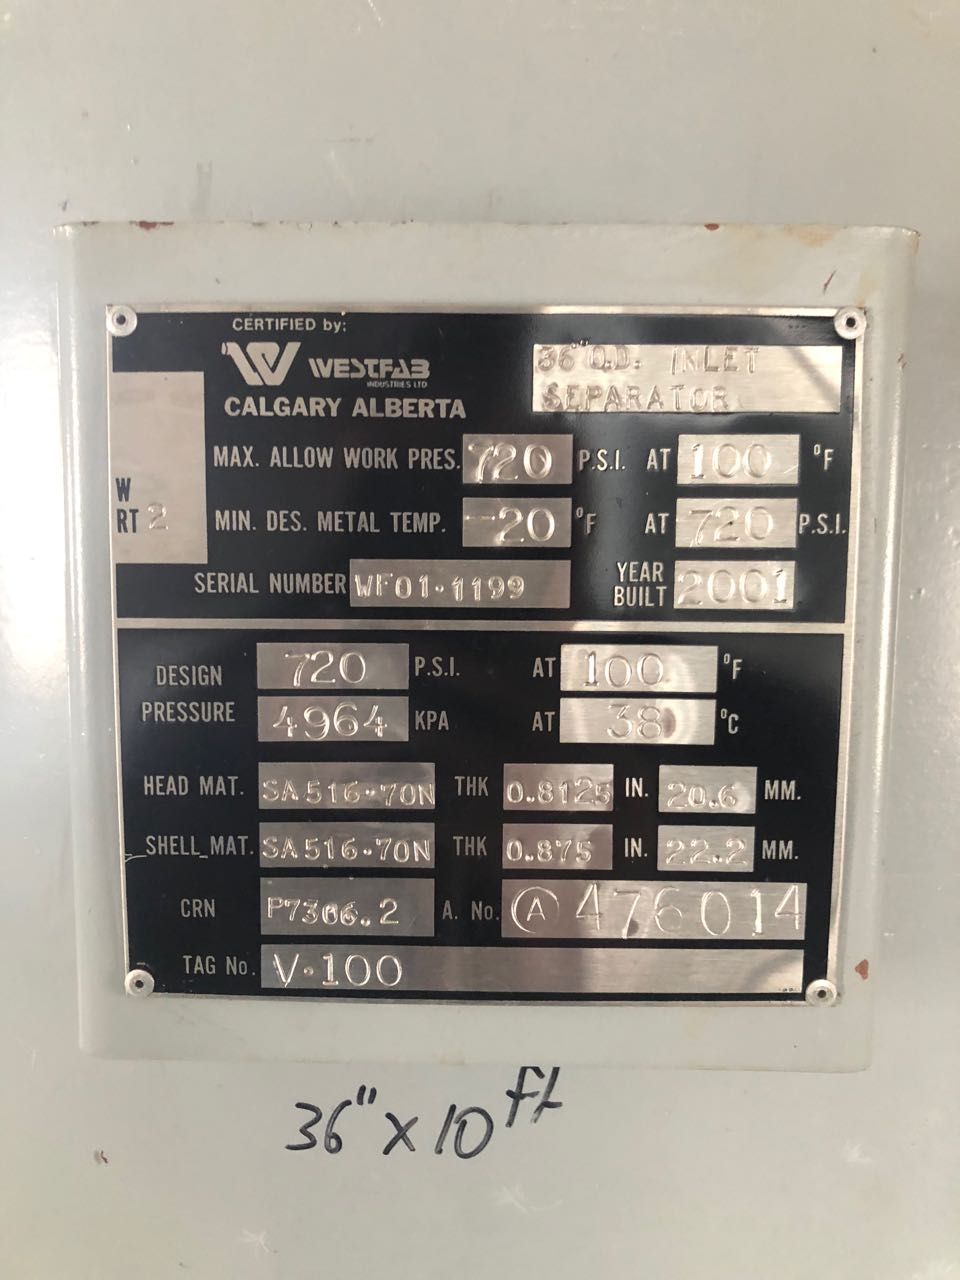 CERTIFIED by:
W WESTFAB
INDUSTRIES LTD
CALGARY ALBERTA
36" O.D. INLET
SEPARATOR
W
RT 2
MAX. ALLOW WORK PRES. 720 P.S.I. AT 100 °F
MIN. DES. METAL TEMP. -20 °F AT 720 P.S.I.
SERIAL NUMBER WF01-1199 YEAR BUILT 2001
DESIGN PRESSURE
720 P.S.I. AT 100 °F
4964 KPA AT 38 °C
HEAD MAT. SA516-70N THK 0.8125 IN. 20.6 MM.
SHELL MAT. SA516-70N THK 0.875 IN. 22.2 MM.
CRN P7306.2 A. No. Ⓐ 476014
TAG No. V-100
36" x 10 ft